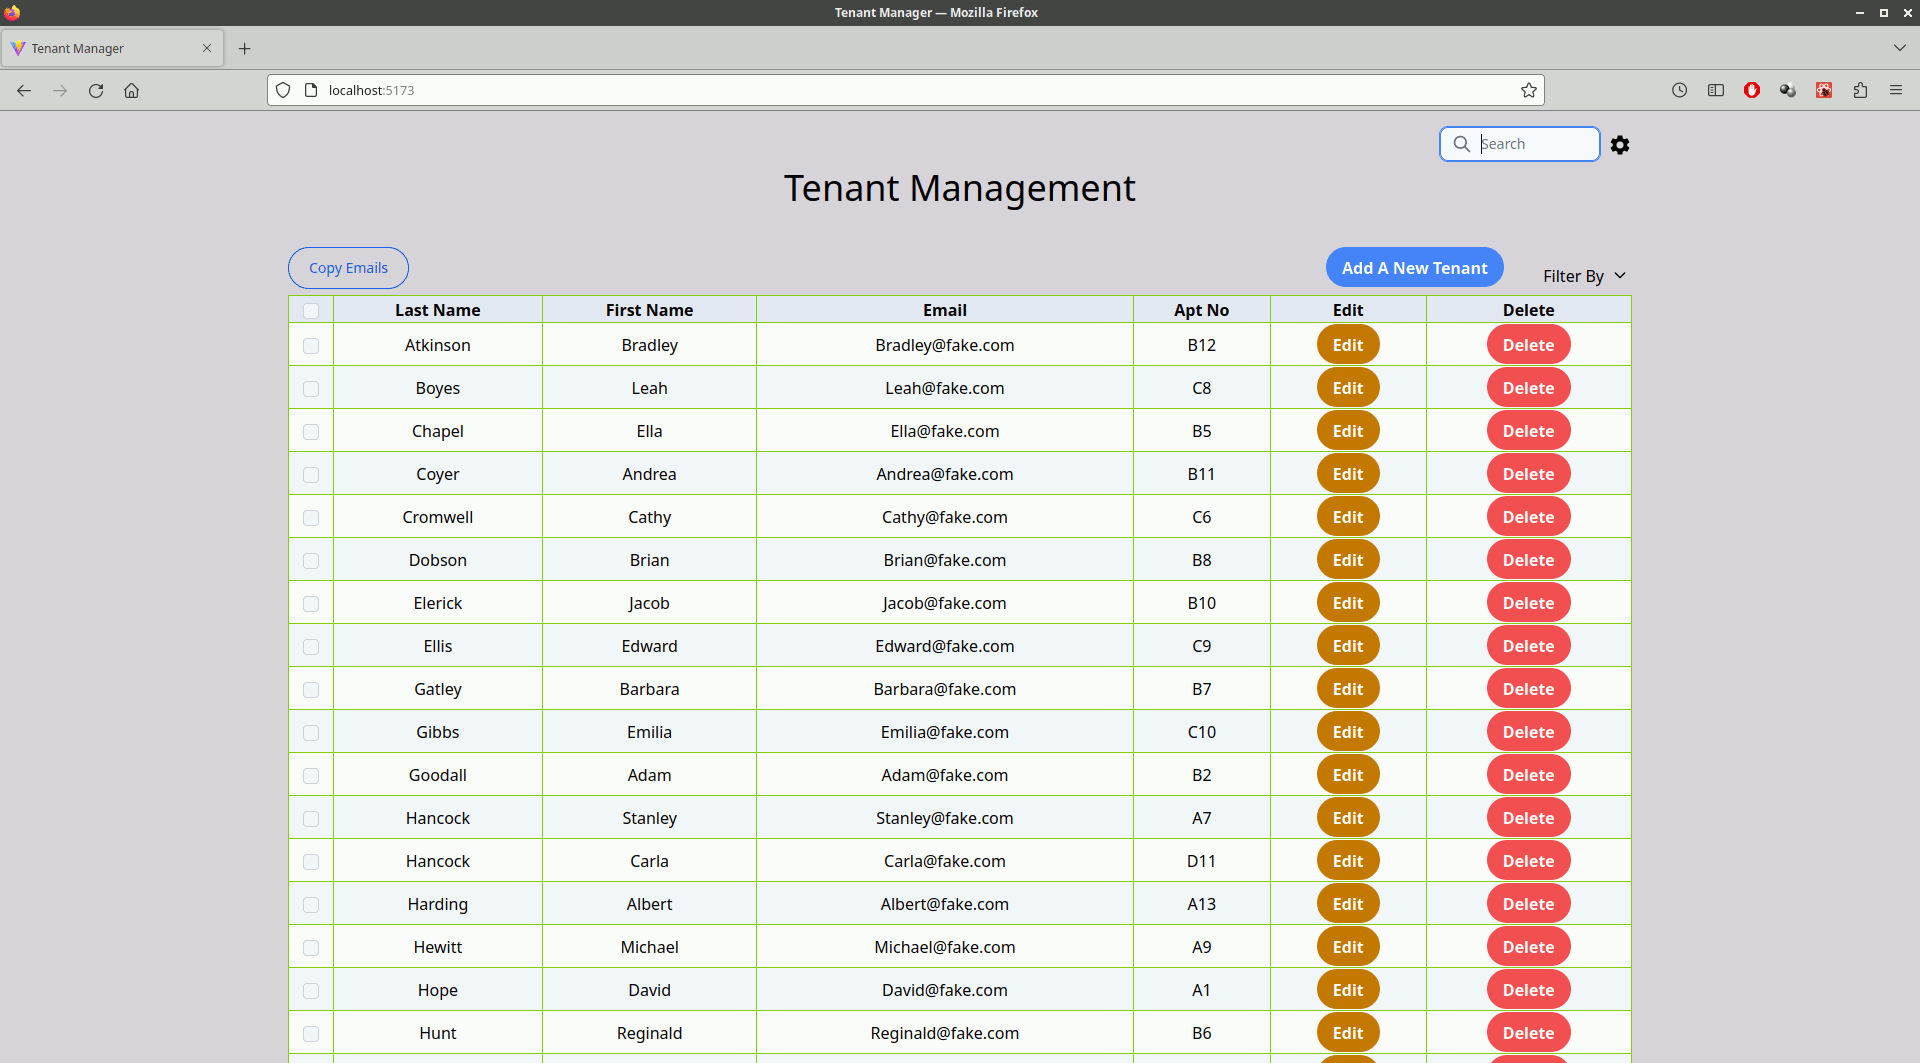 Tenant Manager — Mozilla Firefox
Tenant Manager
localhost:5173
Search
Tenant Management
Copy Emails
Add A New Tenant
Filter By
Last Name First Name Email Apt No Edit Delete
Atkinson Bradley Bradley@fake.com B12 Edit Delete
Boyes Leah Leah@fake.com C8 Edit Delete
Chapel Ella Ella@fake.com B5 Edit Delete
Coyer Andrea Andrea@fake.com B11 Edit Delete
Cromwell Cathy Cathy@fake.com C6 Edit Delete
Dobson Brian Brian@fake.com B8 Edit Delete
Elerick Jacob Jacob@fake.com B10 Edit Delete
Ellis Edward Edward@fake.com C9 Edit Delete
Gatley Barbara Barbara@fake.com B7 Edit Delete
Gibbs Emilia Emilia@fake.com C10 Edit Delete
Goodall Adam Adam@fake.com B2 Edit Delete
Hancock Stanley Stanley@fake.com A7 Edit Delete
Hancock Carla Carla@fake.com D11 Edit Delete
Harding Albert Albert@fake.com A13 Edit Delete
Hewitt Michael Michael@fake.com A9 Edit Delete
Hope David David@fake.com A1 Edit Delete
Hunt Reginald Reginald@fake.com B6 Edit Delete